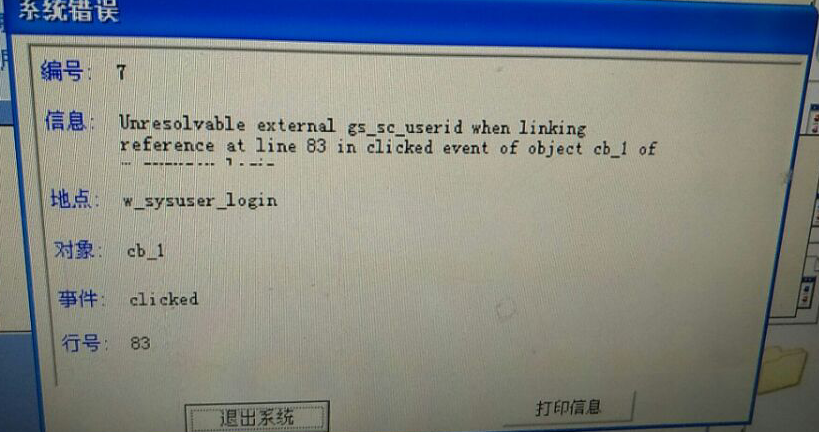 系统错误
编号: 7
信息: Unresolvable external gs_sc_userid when linking
reference at line 83 in clicked event of object cb_1 of
地点: w_sysuser_login
对象: cb_1
事件: clicked
行号: 83
退出系统
打印信息